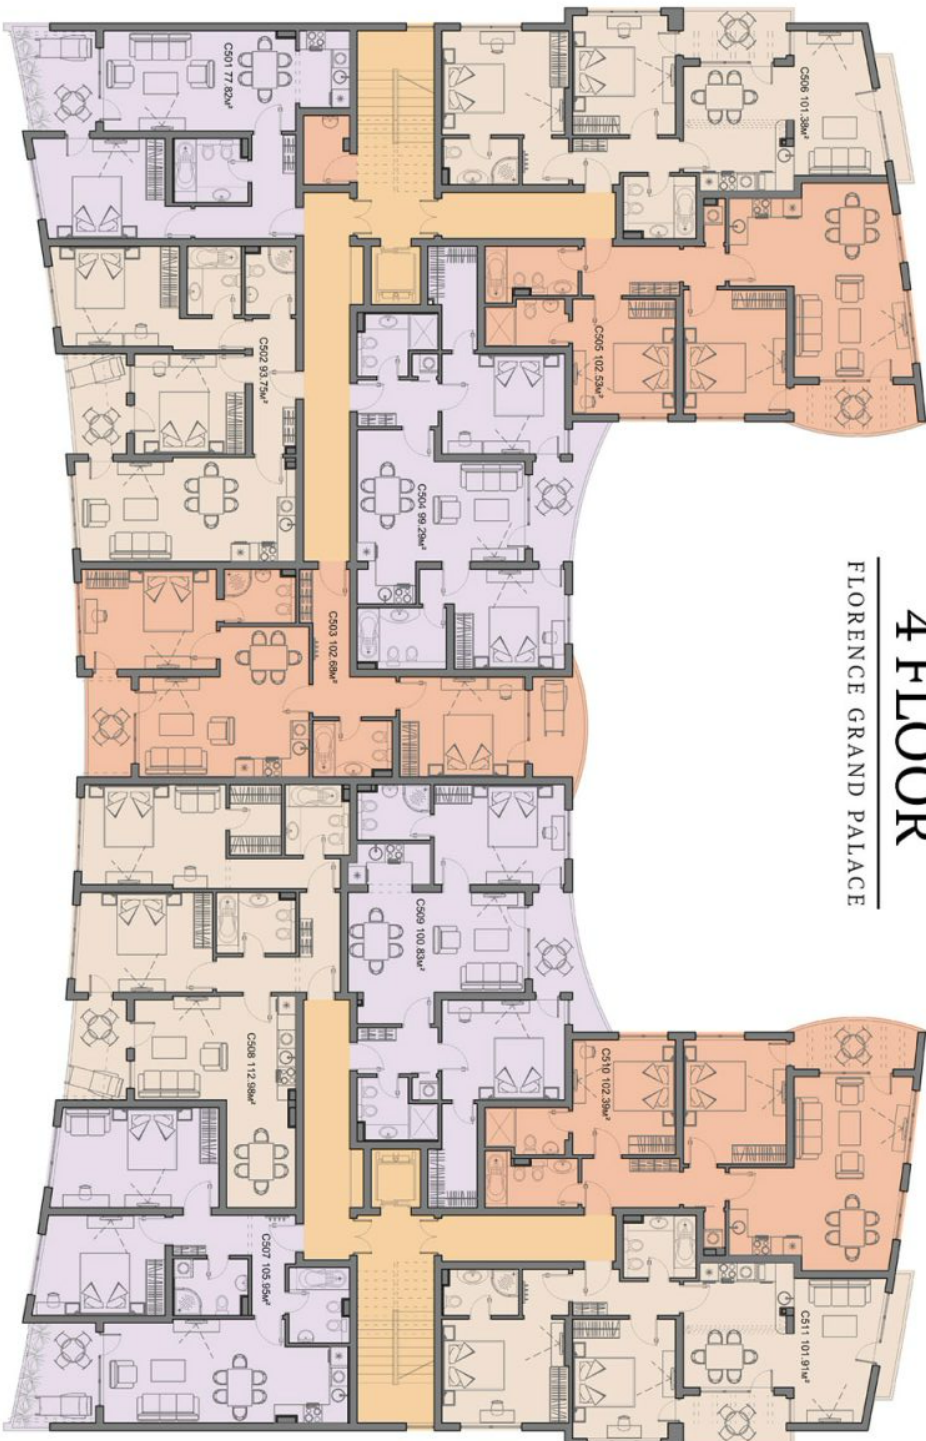 4 FLOOR
FLORENCE GRAND PALACE
C506 101.38м²
C501 77.82м²
C505 102.53м²
C502 93.75м²
C504 99.29м²
C503 102.68м²
C509 100.83м²
C508 112.98м²
C510 102.39м²
C507 105.95м²
C511 101.91м²